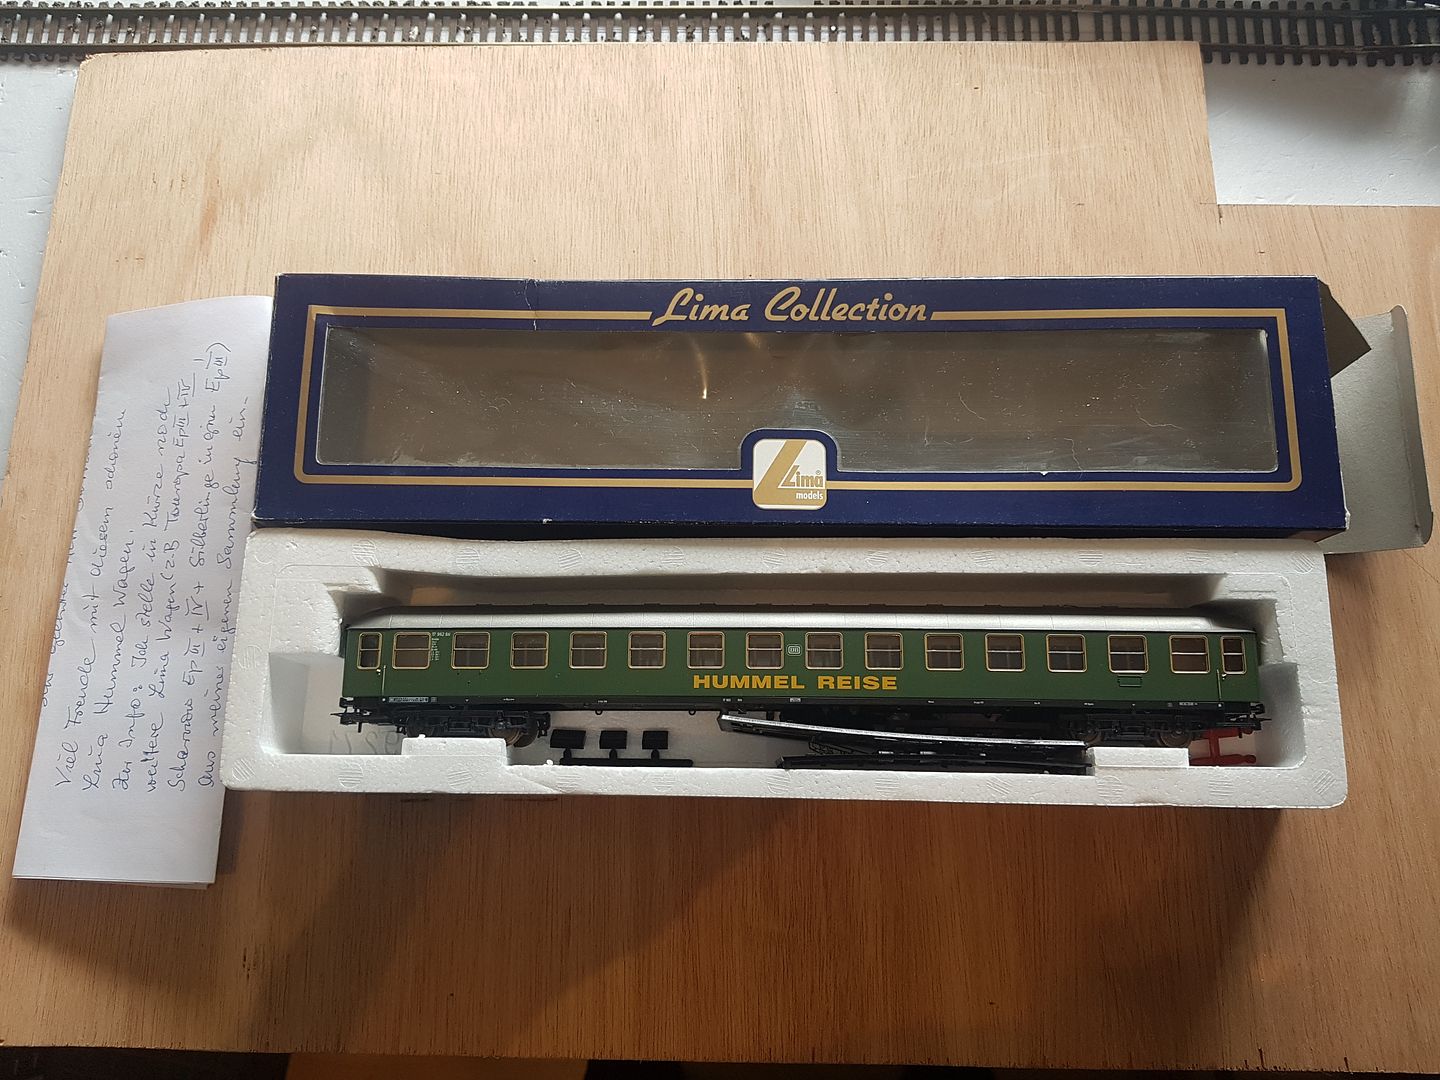 Lima Collection
Lima
models
HUMMEL REISE
DB
Viel Freude mit diesem schönen
Lima Hummel Wagen.
Zur Info: Ich stelle in Kürze noch
weitere Lima Wagen (z.B Touropa Ep III + IV
Scharnow Ep III + IV + Silberlinge in grün Ep III)
aus meiner eigenen Sammlung ein-